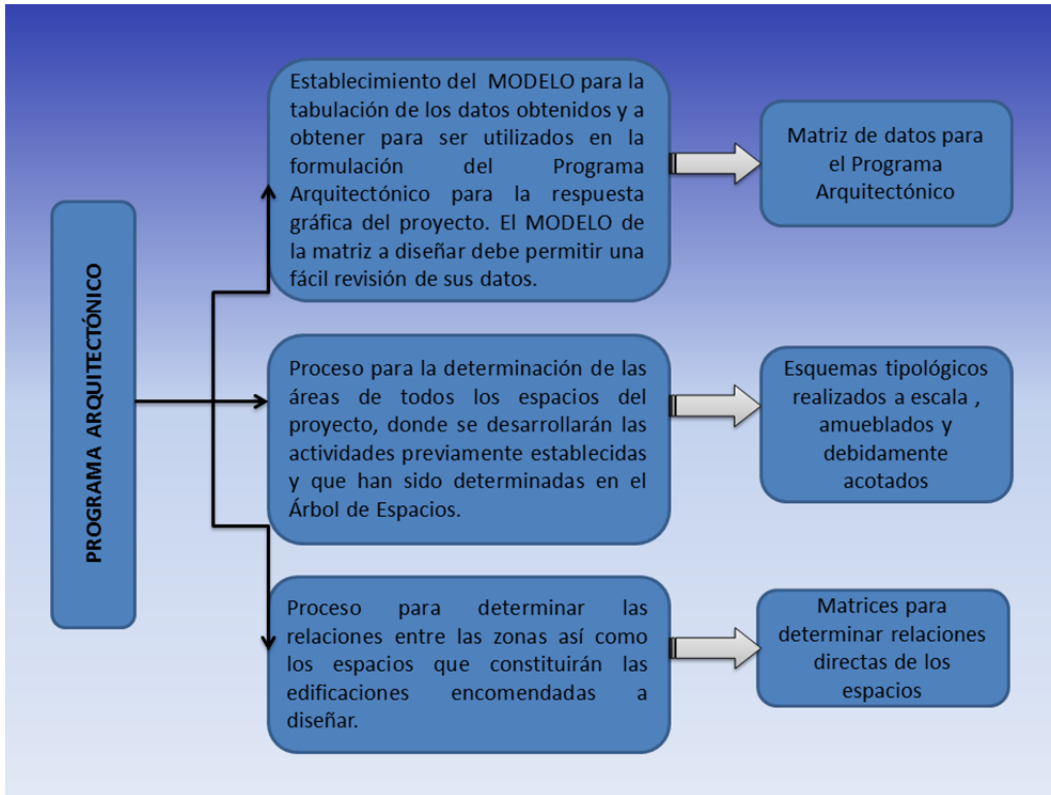 PROGRAMA ARQUITECTÓNICO
Establecimiento del MODELO para la
tabulación de los datos obtenidos y a
obtener para ser utilizados en la
formulación del Programa
Arquitectónico para la respuesta
gráfica del proyecto. El MODELO de
la matriz a diseñar debe permitir una
fácil revisión de sus datos.
Matriz de datos para
el Programa
Arquitectónico
Proceso para la determinación de las
áreas de todos los espacios del
proyecto, donde se desarrollarán las
actividades previamente establecidas
y que han sido determinadas en el
Árbol de Espacios.
Esquemas tipológicos
realizados a escala ,
amueblados y
debidamente
acotados
Proceso para determinar las
relaciones entre las zonas así como
los espacios que constituirán las
edificaciones encomendadas a
diseñar.
Matrices para
determinar relaciones
directas de los
espacios